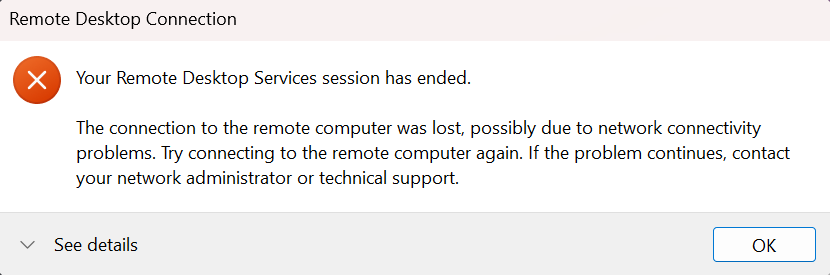 Remote Desktop Connection
Your Remote Desktop Services session has ended.
The connection to the remote computer was lost, possibly due to network connectivity
problems. Try connecting to the remote computer again. If the problem continues, contact
your network administrator or technical support.
See details
OK